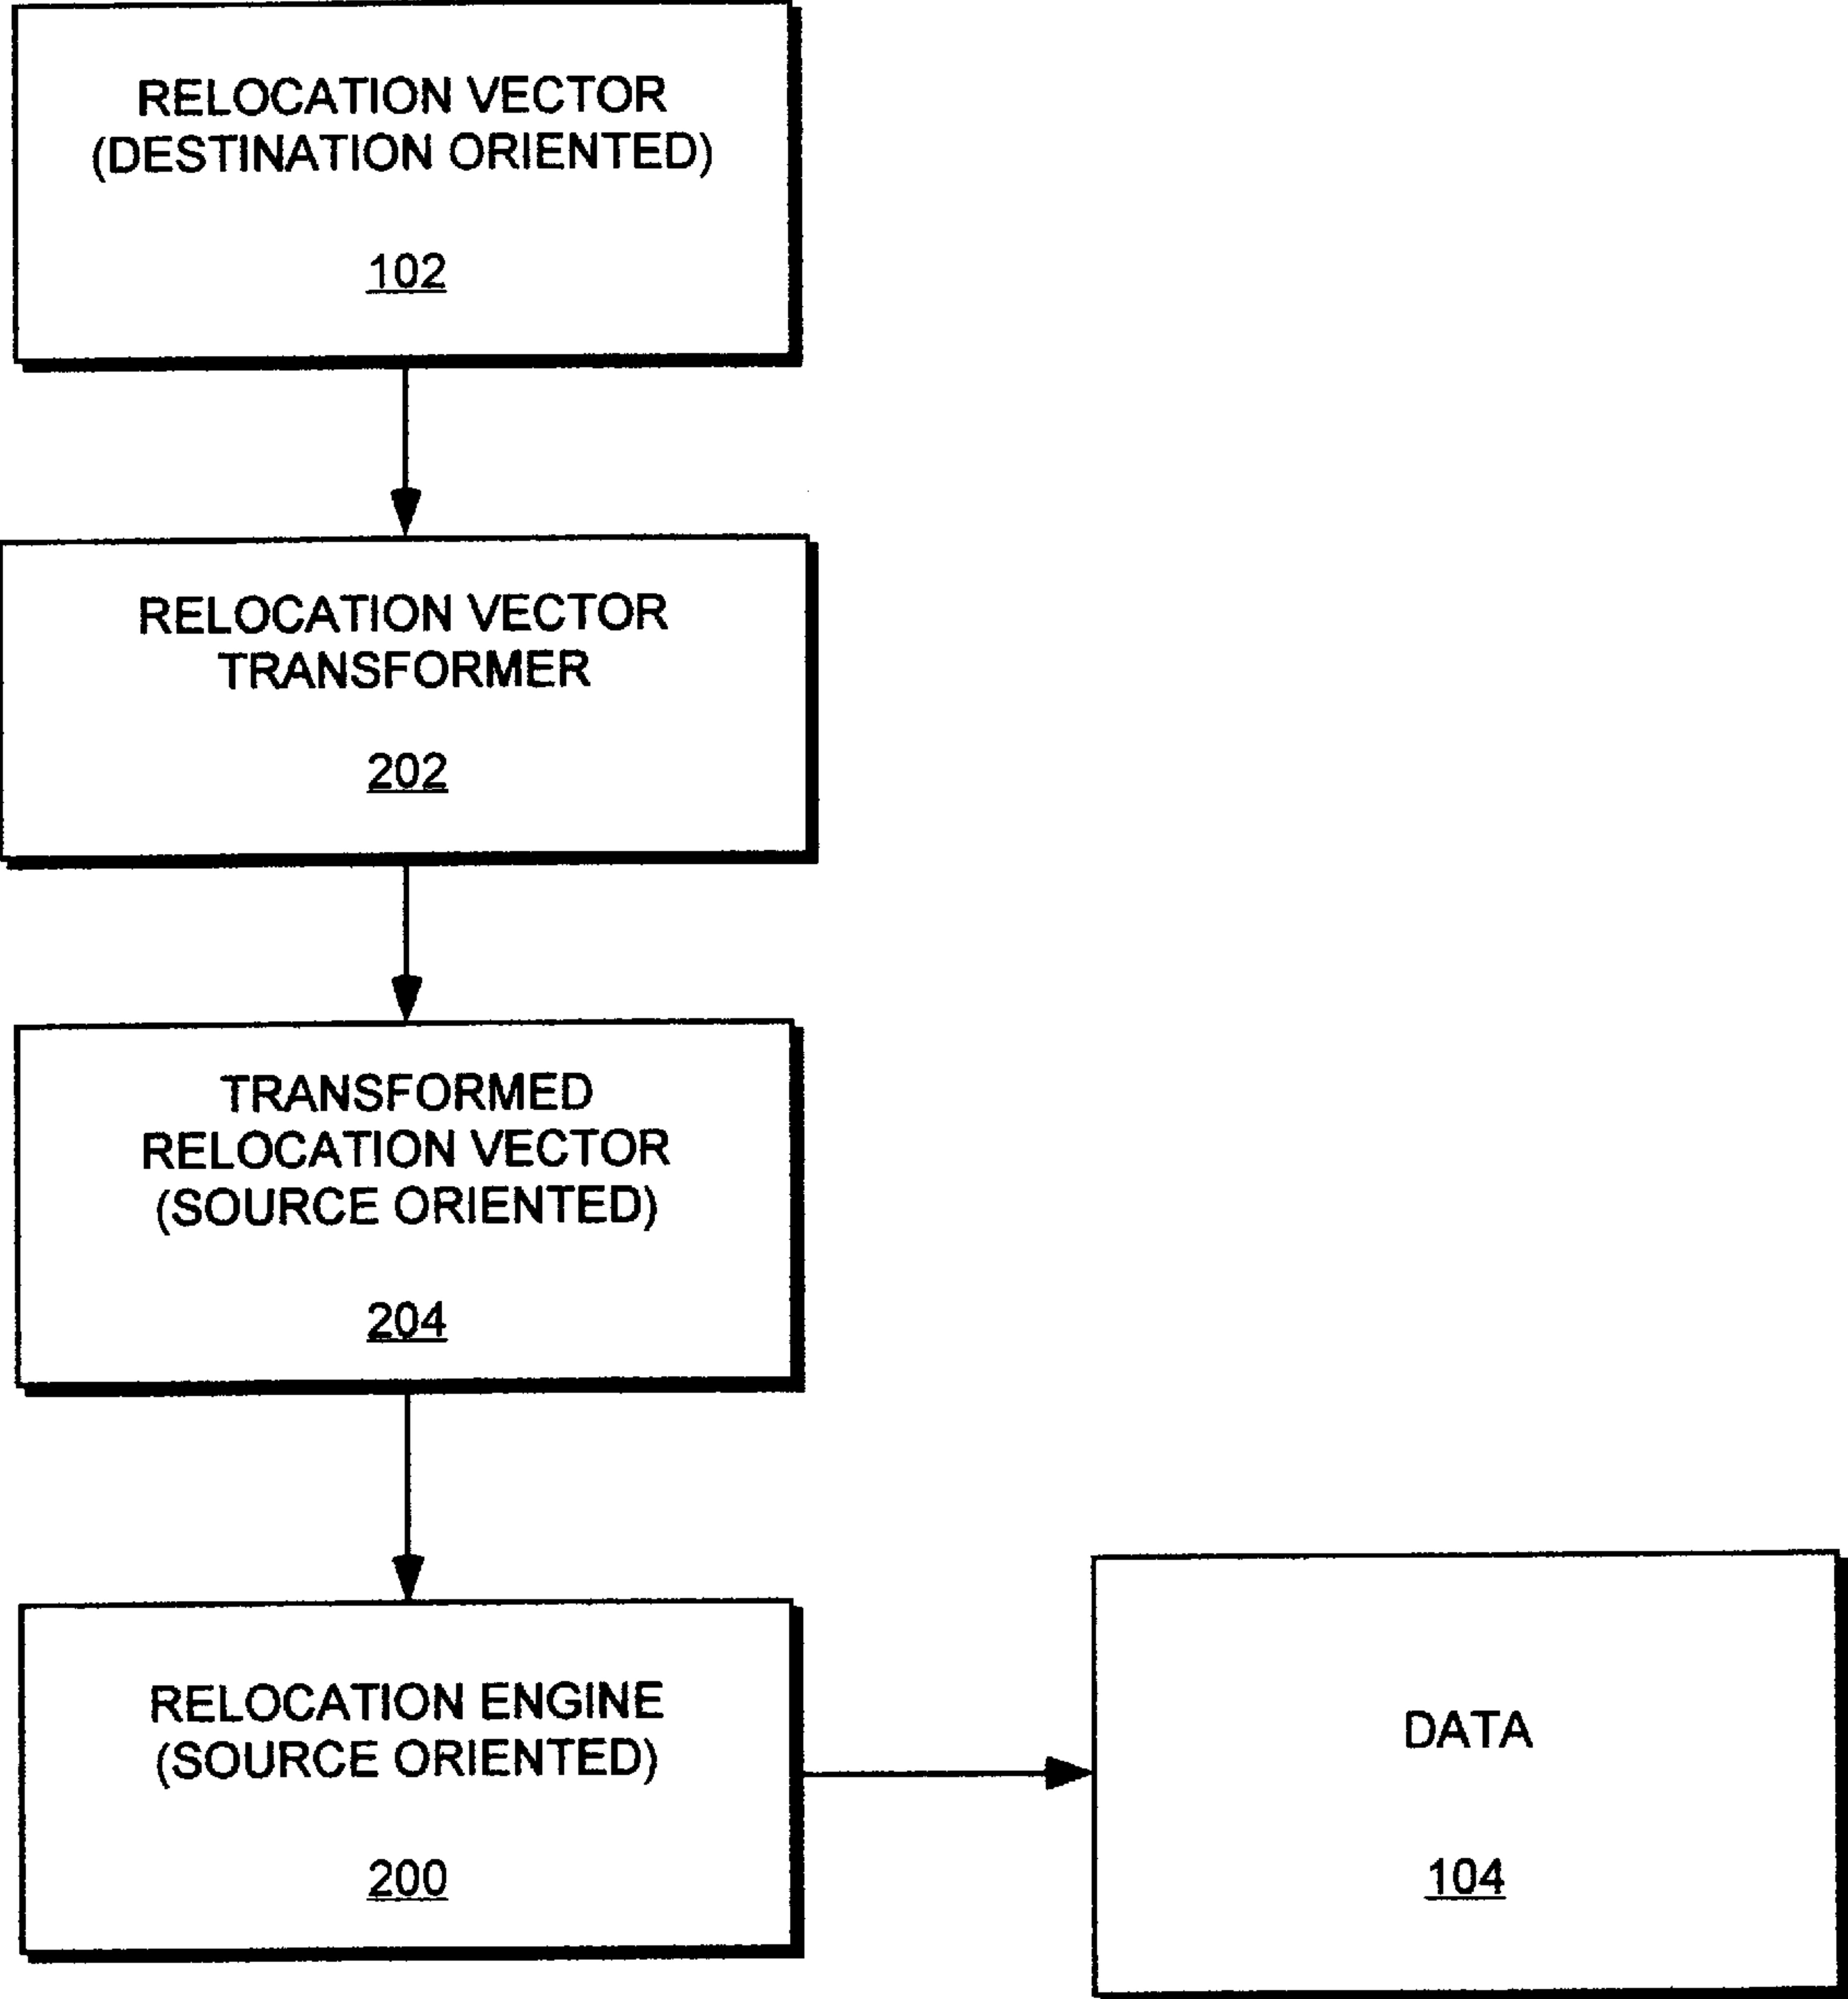 RELOCATION VECTOR
(DESTINATION ORIENTED)
102
RELOCATION VECTOR
TRANSFORMER
202
TRANSFORMED
RELOCATION VECTOR
(SOURCE ORIENTED)
204
RELOCATION ENGINE
(SOURCE ORIENTED)
200
DATA
104